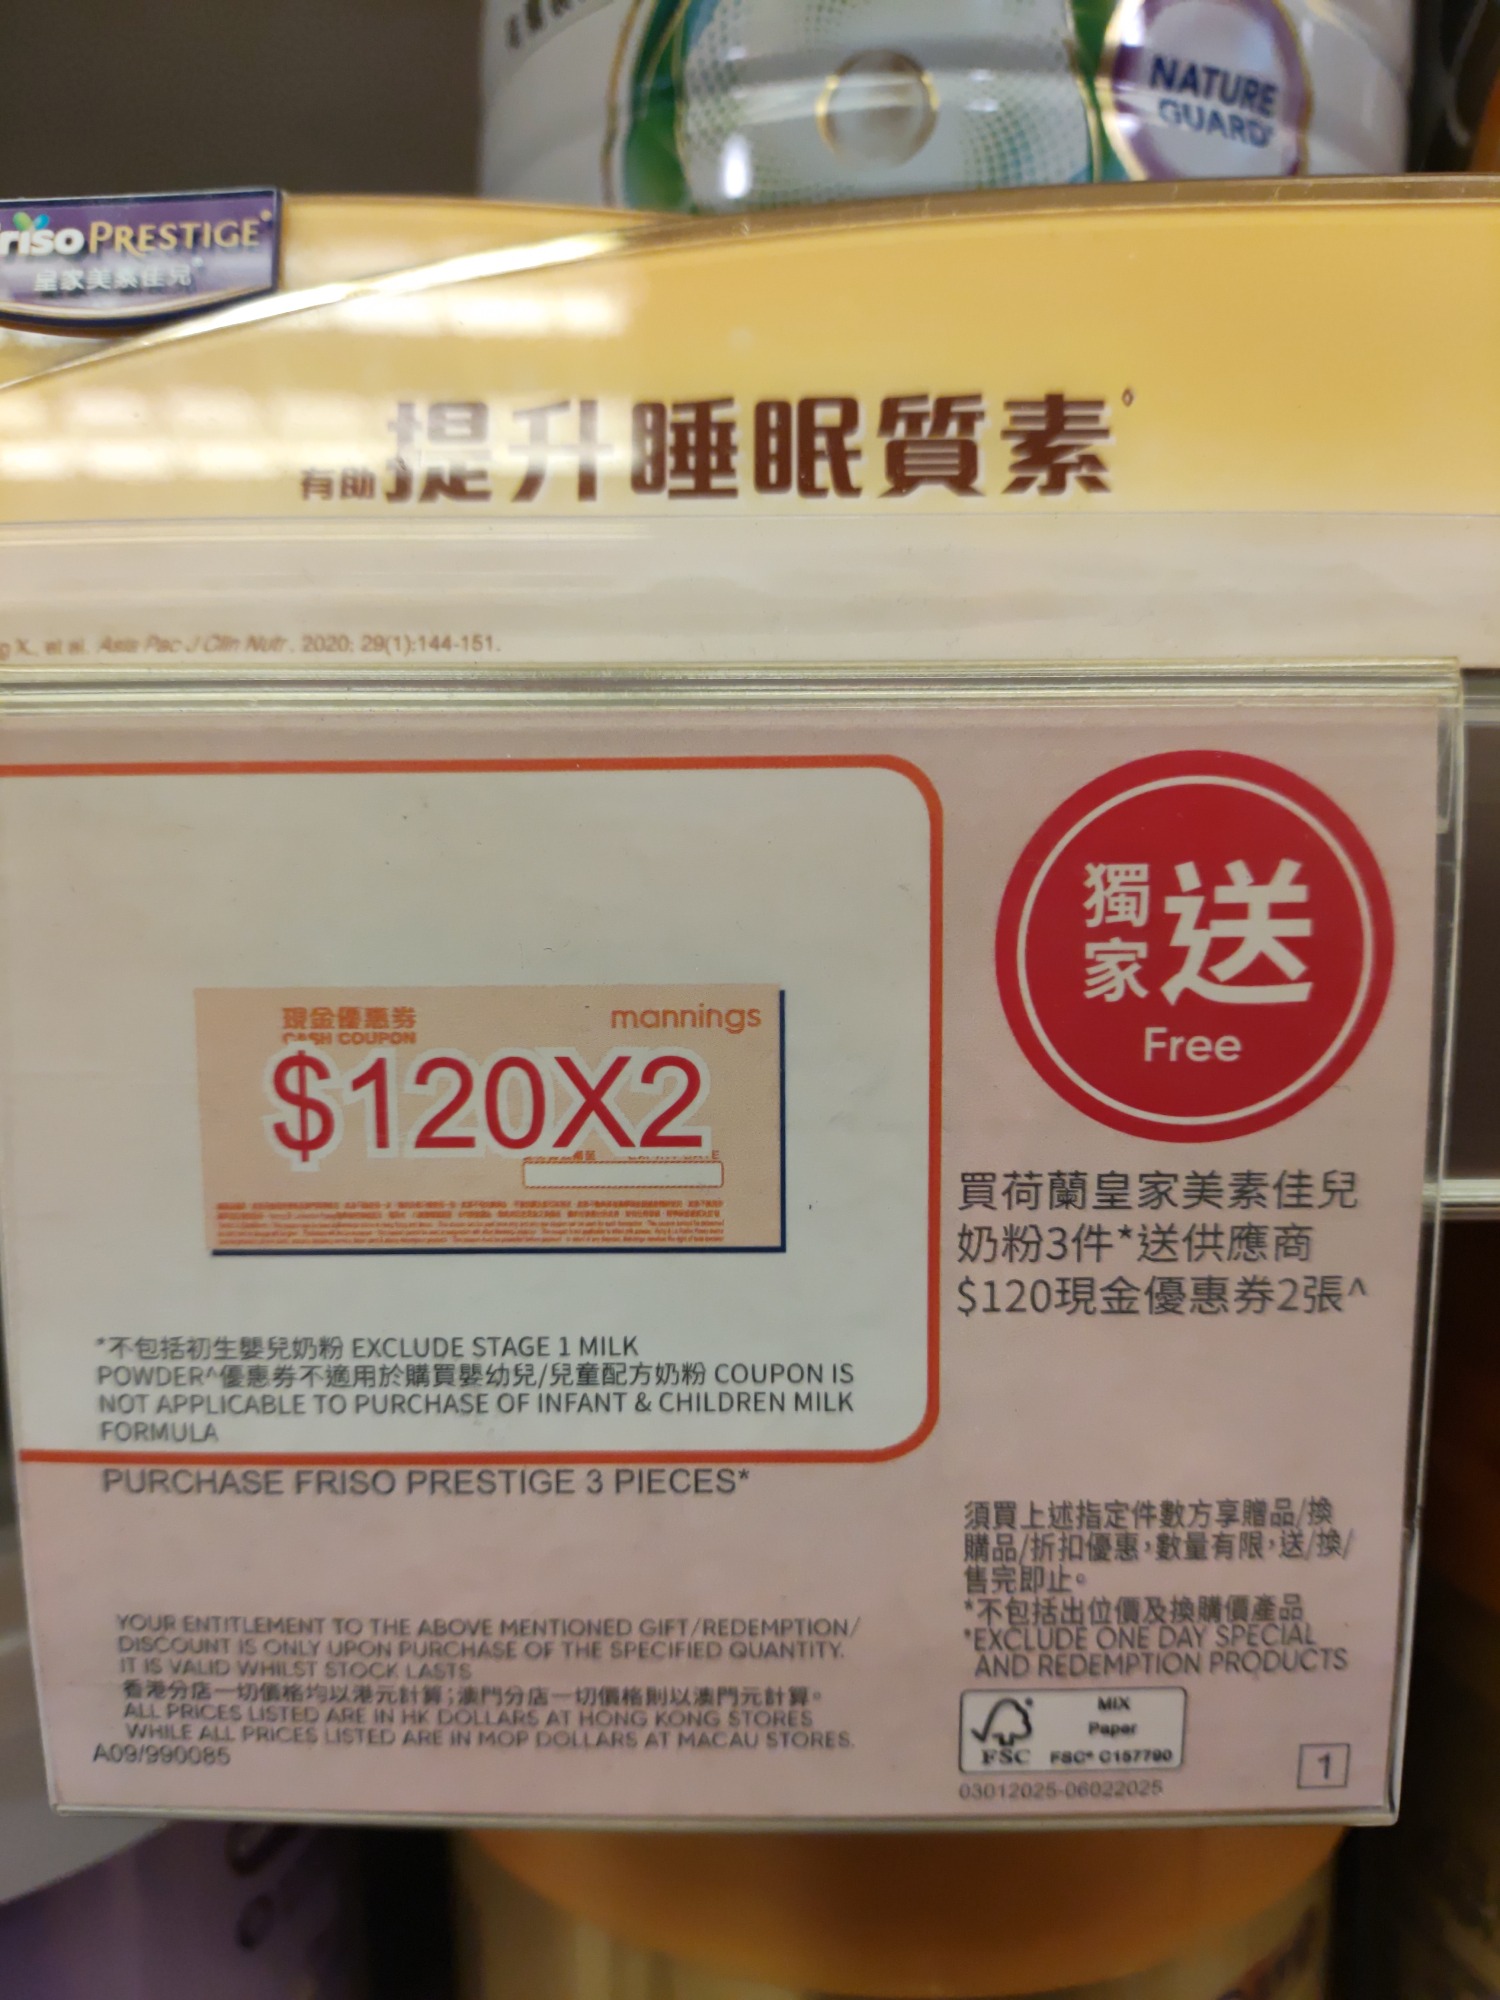 NATURE
GUARD
riso PRESTIGE
皇家美素佳兒
有助提升睡眠質素◊
g X, et al. Asia Pac J Clin Nutr. 2020; 29(1):144-151.
獨家送
Free
現金優惠券
CASH COUPON
mannings
$120X2
買荷蘭皇家美素佳兒
奶粉3件*送供應商
$120現金優惠券2張^
*不包括初生嬰兒奶粉 EXCLUDE STAGE 1 MILK
POWDER^優惠券不適用於購買嬰幼兒/兒童配方奶粉 COUPON IS
NOT APPLICABLE TO PURCHASE OF INFANT & CHILDREN MILK
FORMULA
PURCHASE FRISO PRESTIGE 3 PIECES*
須買上述指定件數方享贈品/換
購品/折扣優惠，數量有限，送/換/
售完即止。
*不包括出位價及換購價產品
*EXCLUDE ONE DAY SPECIAL
AND REDEMPTION PRODUCTS
YOUR ENTITLEMENT TO THE ABOVE MENTIONED GIFT/REDEMPTION/
DISCOUNT IS ONLY UPON PURCHASE OF THE SPECIFIED QUANTITY.
IT IS VALID WHILST STOCK LASTS
香港分店一切價格均以港元計算；澳門分店一切價格則以澳門元計算。
ALL PRICES LISTED ARE IN HK DOLLARS AT HONG KONG STORES
WHILE ALL PRICES LISTED ARE IN MOP DOLLARS AT MACAU STORES.
A09/990085
MIX
Paper
FSC
FSC® C157790
03012025-06022025
1